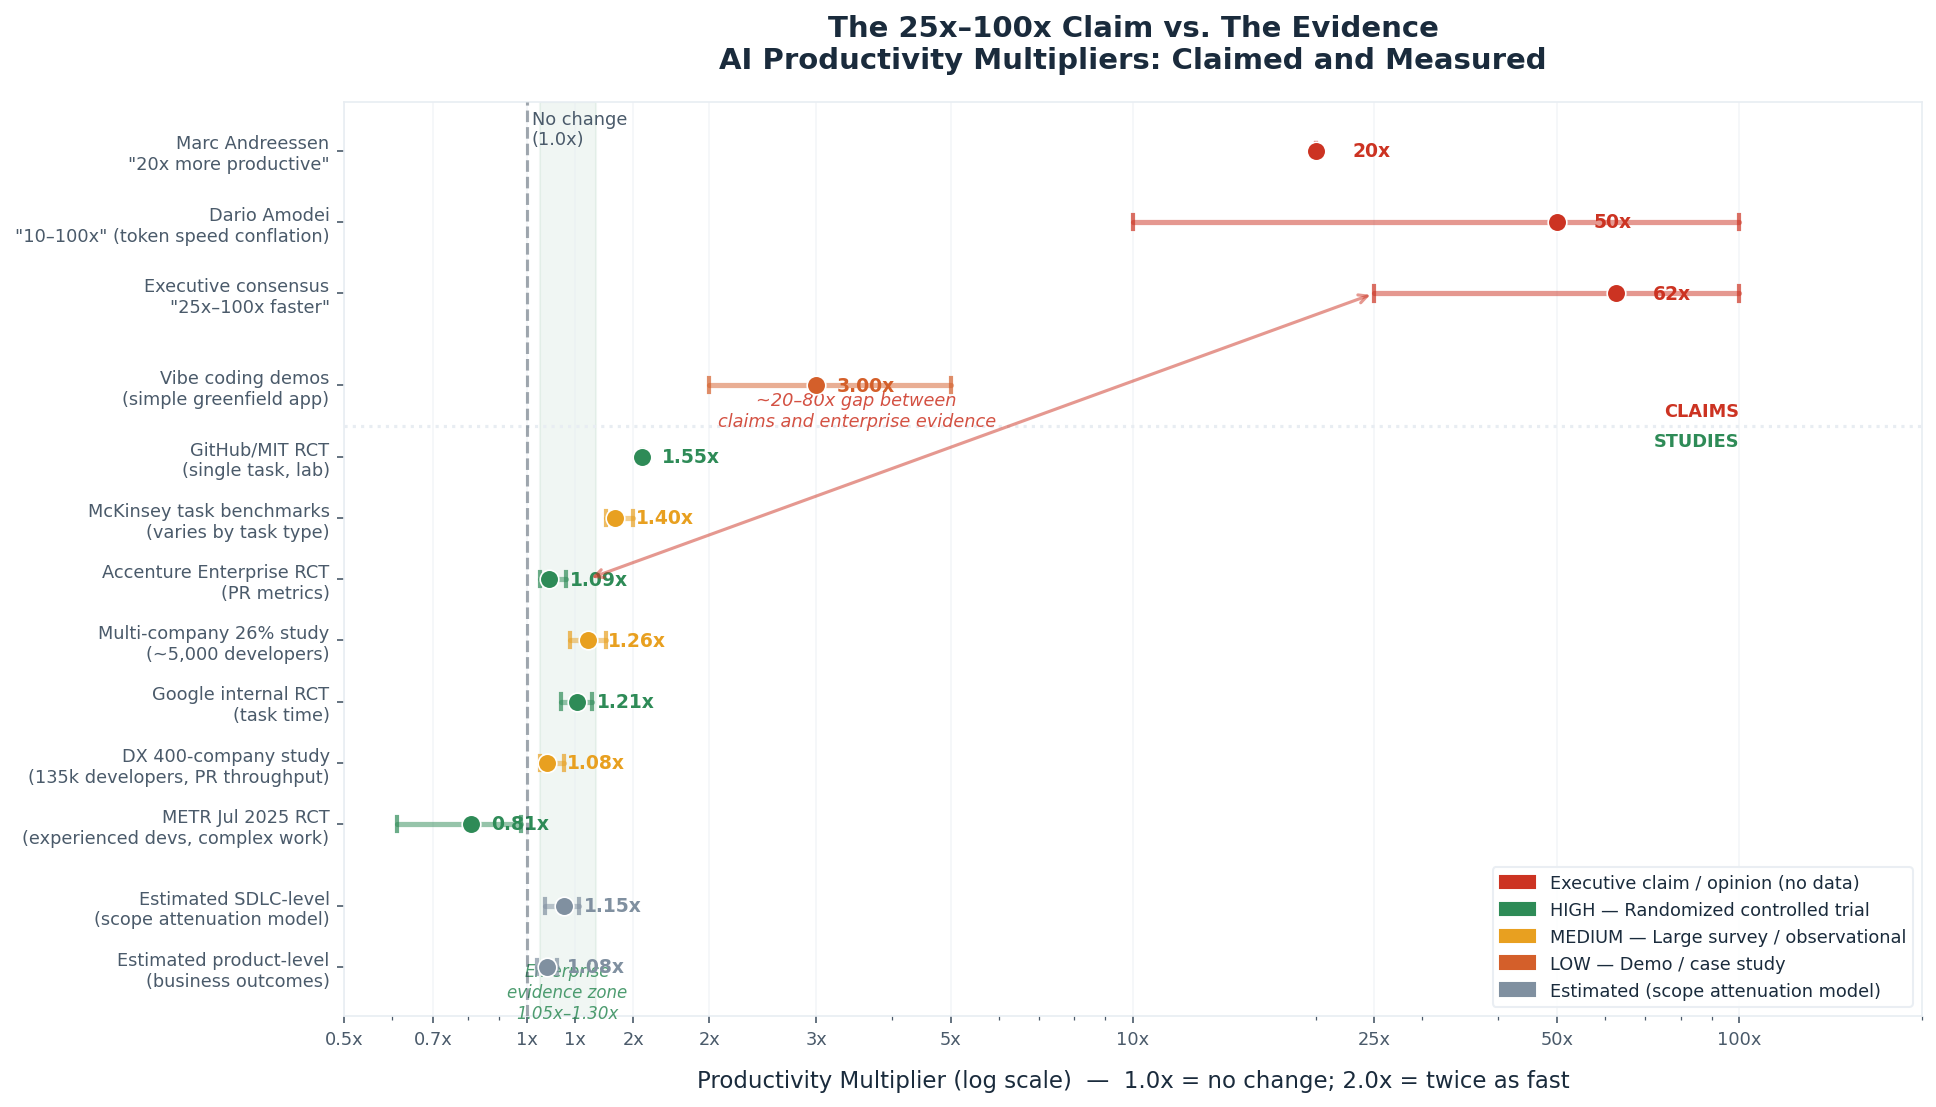 The 25x–100x Claim vs. The Evidence
AI Productivity Multipliers: Claimed and Measured
No change
(1.0x)
Marc Andreessen
"20x more productive"
20x
Dario Amodei
"10–100x" (token speed conflation)
50x
Executive consensus
"25x–100x faster"
62x
Vibe coding demos
(simple greenfield app)
3.00x
~20–80x gap between
claims and enterprise evidence
CLAIMS
STUDIES
GitHub/MIT RCT
(single task, lab)
1.55x
McKinsey task benchmarks
(varies by task type)
1.40x
Accenture Enterprise RCT
(PR metrics)
1.09x
Multi-company 26% study
(~5,000 developers)
1.26x
Google internal RCT
(task time)
1.21x
DX 400-company study
(135k developers, PR throughput)
1.08x
METR Jul 2025 RCT
(experienced devs, complex work)
0.81x
Estimated SDLC-level
(scope attenuation model)
1.15x
Estimated product-level
(business outcomes)
1.08x
Enterprise
evidence zone
1.05x–1.30x
Executive claim / opinion (no data)
HIGH — Randomized controlled trial
MEDIUM — Large survey / observational
LOW — Demo / case study
Estimated (scope attenuation model)
0.5x 0.7x 1x 1x 2x 2x 3x 5x 10x 25x 50x 100x
Productivity Multiplier (log scale) — 1.0x = no change; 2.0x = twice as fast